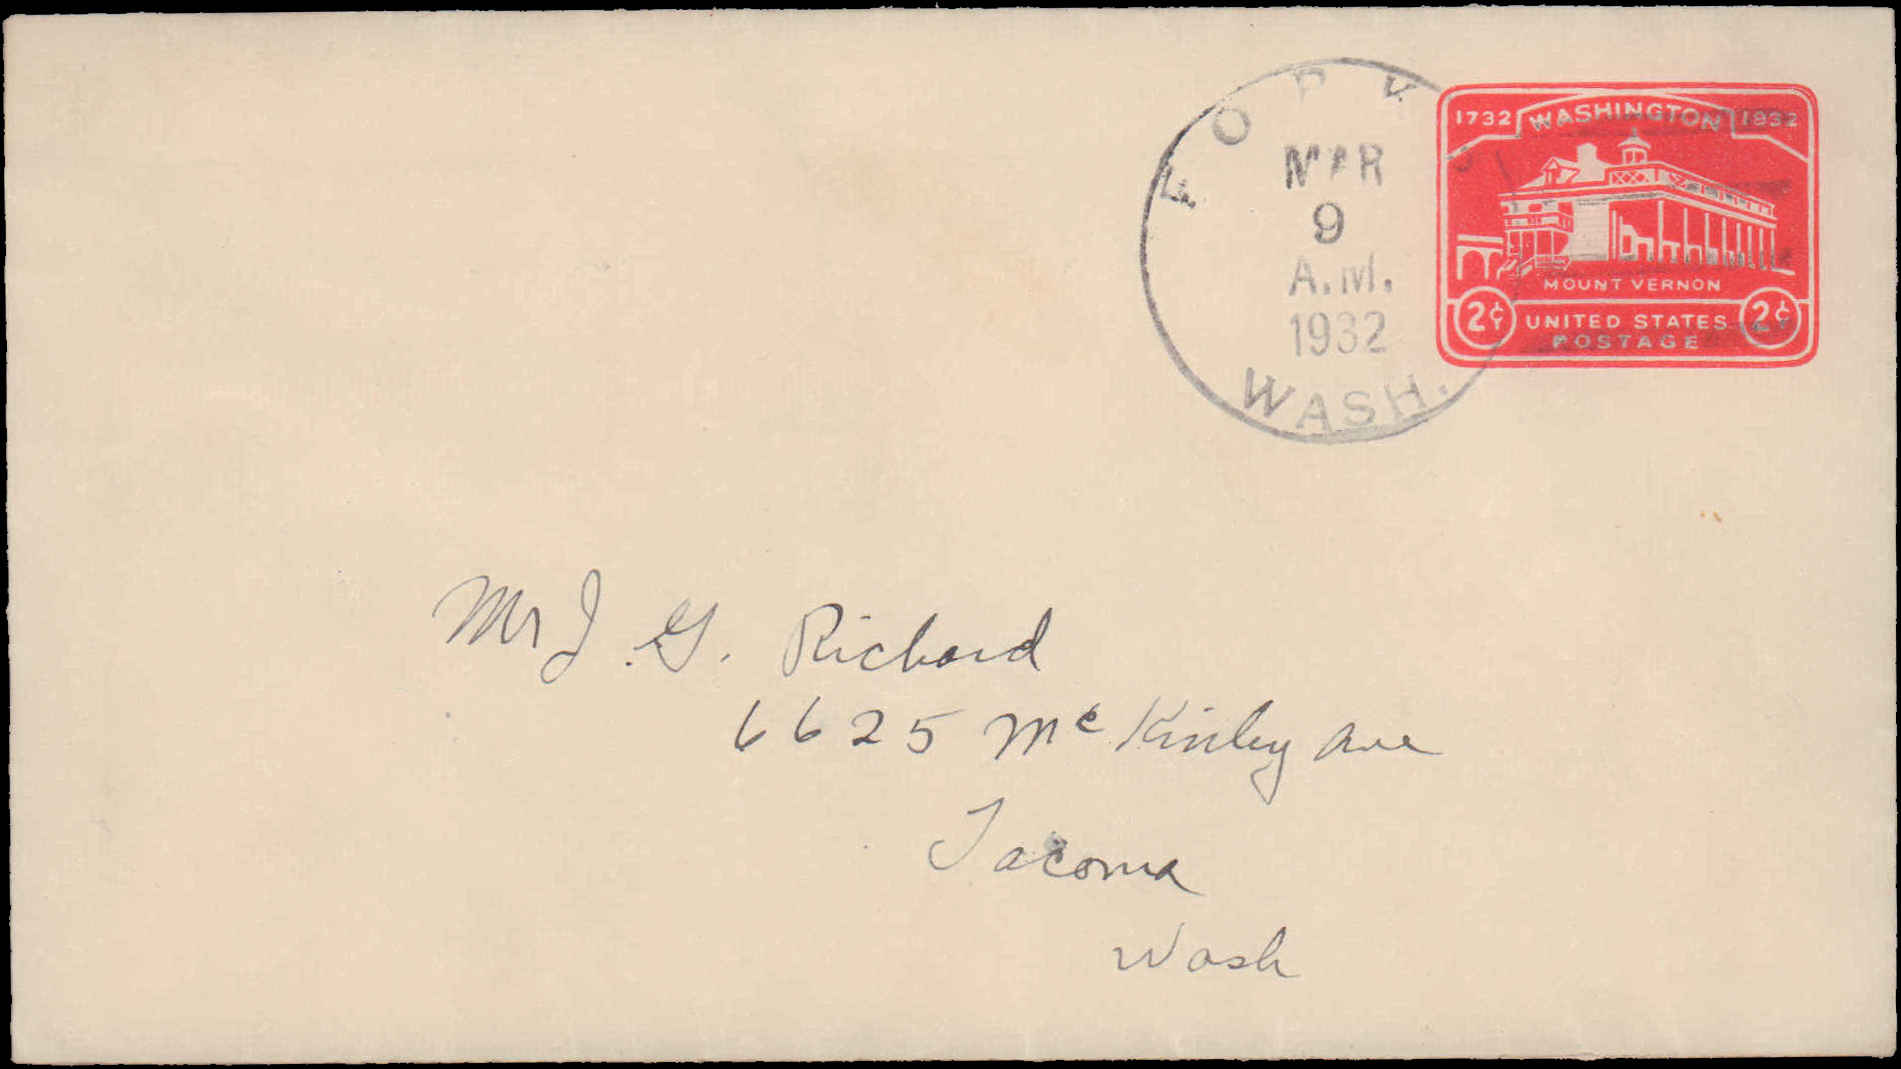 MAR
9
A.M.
1932
WASH.
1732 WASHINGTON 1932
MOUNT VERNON
2¢ UNITED STATES 2¢
POSTAGE
Mr J. G. Richard
6625 McKinley Ave
Tacoma
Wash